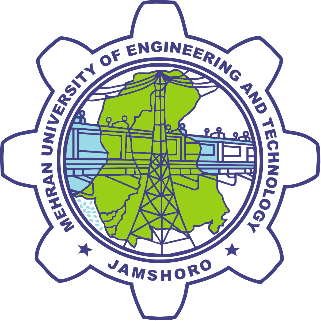 MEHRAN UNIVERSITY OF ENGINEERING AND TECHNOLOGY
JAMSHORO